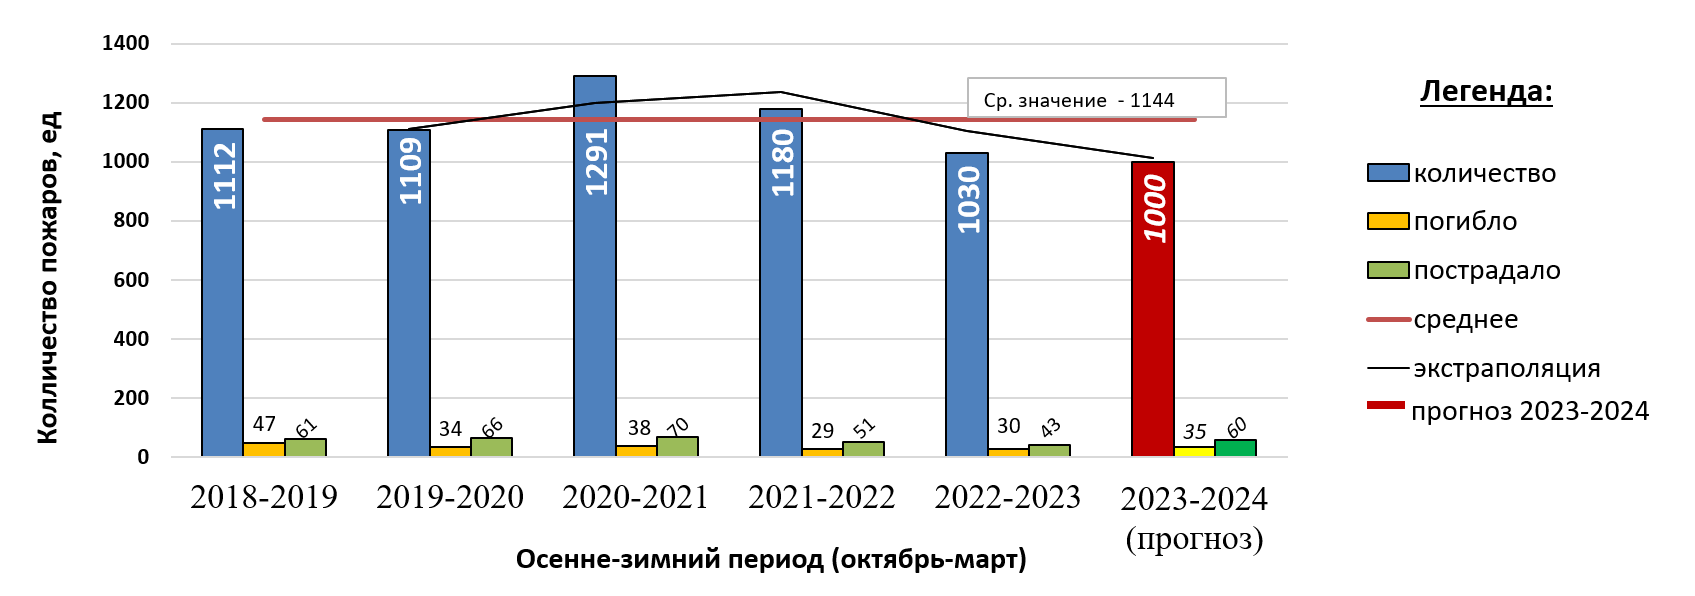 1400
1200
1000
800
600
400
200
0
Колличество пожаров, ед
Ср. значение - 1144
1112
1109
1291
1180
1030
1000
47
61
34
66
38
70
29
51
30
43
35
60
2018-2019
2019-2020
2020-2021
2021-2022
2022-2023
2023-2024
(прогноз)
Осенне-зимний период (октябрь-март)
Легенда:
количество
погибло
пострадало
среднее
экстраполяция
прогноз 2023-2024